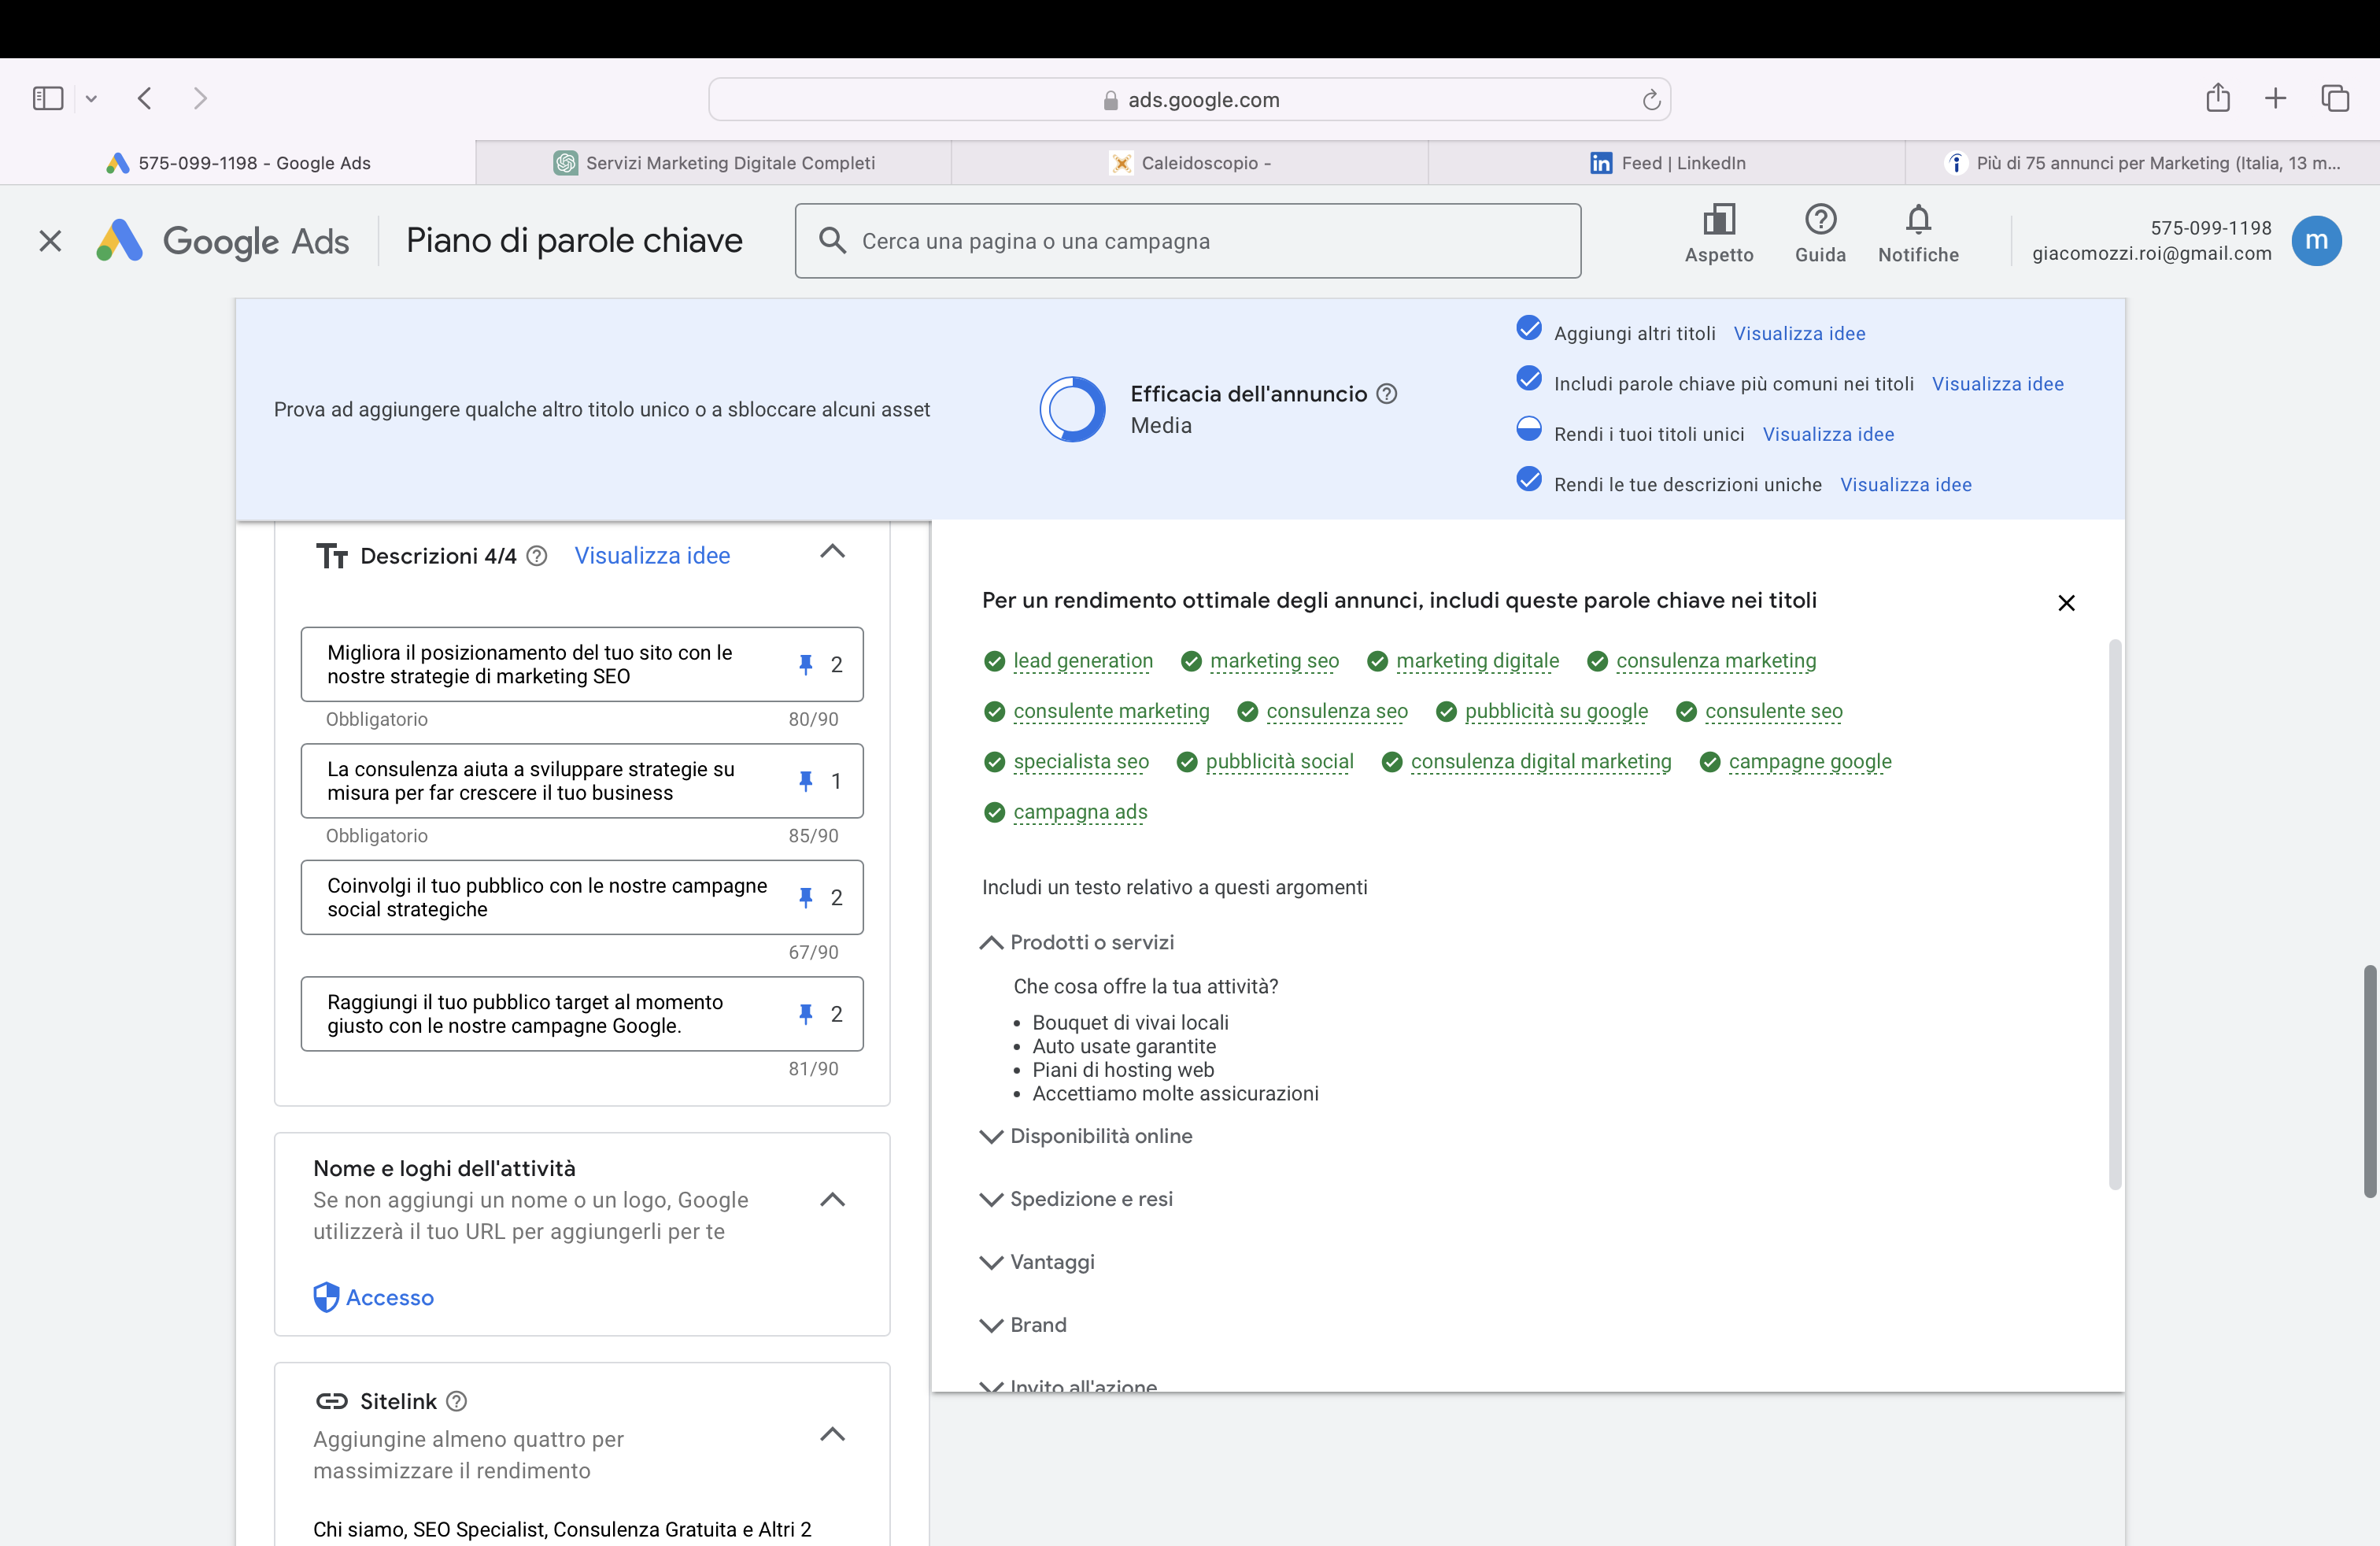 ads.google.com
575-099-1198 - Google Ads
Servizi Marketing Digitale Completi
Caleidoscopio -
Feed | LinkedIn
Più di 75 annunci per Marketing (Italia, 13 m...
Google Ads
Piano di parole chiave
Cerca una pagina o una campagna
Aspetto
Guida
Notifiche
575-099-1198
giacomozzi.roi@gmail.com
m
Prova ad aggiungere qualche altro titolo unico o a sbloccare alcuni asset
Efficacia dell'annuncio
Media
Aggiungi altri titoli Visualizza idee
Includi parole chiave più comuni nei titoli Visualizza idee
Rendi i tuoi titoli unici Visualizza idee
Rendi le tue descrizioni uniche Visualizza idee
Descrizioni 4/4 Visualizza idee
Migliora il posizionamento del tuo sito con le
nostre strategie di marketing SEO
2
Obbligatorio 80/90
La consulenza aiuta a sviluppare strategie su
misura per far crescere il tuo business
1
Obbligatorio 85/90
Coinvolgi il tuo pubblico con le nostre campagne
social strategiche
2
67/90
Raggiungi il tuo pubblico target al momento
giusto con le nostre campagne Google.
2
81/90
Nome e loghi dell'attività
Se non aggiungi un nome o un logo, Google
utilizzerà il tuo URL per aggiungerli per te
Accesso
Sitelink
Aggiungine almeno quattro per
massimizzare il rendimento
Chi siamo, SEO Specialist, Consulenza Gratuita e Altri 2
Per un rendimento ottimale degli annunci, includi queste parole chiave nei titoli
lead generation marketing seo marketing digitale consulenza marketing
consulente marketing consulenza seo pubblicità su google consulente seo
specialista seo pubblicità social consulenza digital marketing campagne google
campagna ads
Includi un testo relativo a questi argomenti
Prodotti o servizi
Che cosa offre la tua attività?
• Bouquet di vivai locali
• Auto usate garantite
• Piani di hosting web
• Accettiamo molte assicurazioni
Disponibilità online
Spedizione e resi
Vantaggi
Brand
Invito all'azione